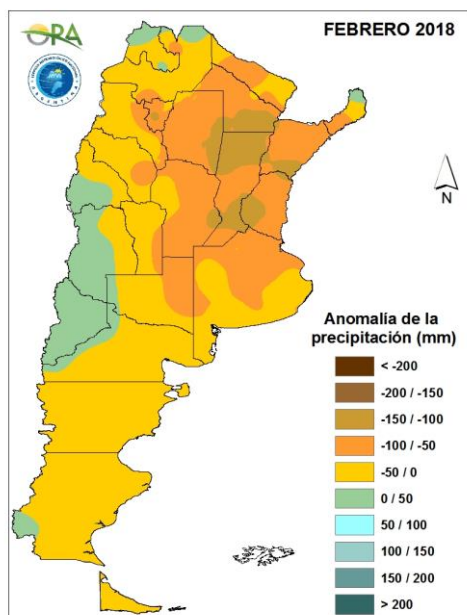 ORA
FEBRERO 2018
N
Anomalía de la
precipitación (mm)
< -200
-200 / -150
-150 / -100
-100 / -50
-50 / 0
0 / 50
50 / 100
100 / 150
150 / 200
> 200